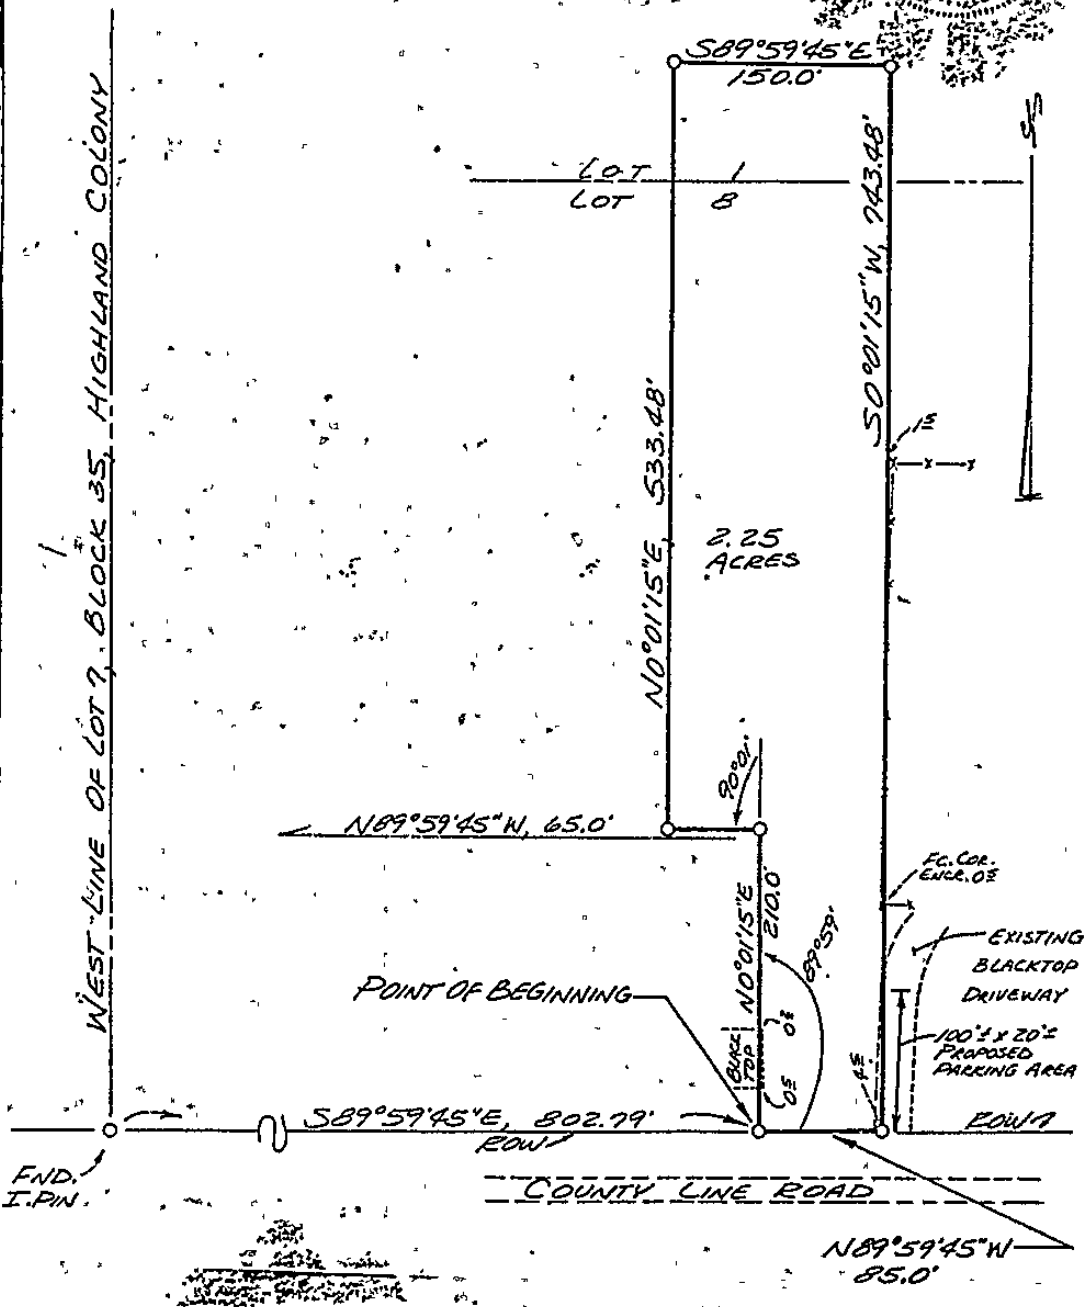 S89°59'45"E
150.0'
LOT 1
LOT 8
S0°01'15"W, 743.48'
WEST LINE OF LOT 7, BLOCK 35, HIGHLAND COLONY
N0°01'15"E, 533.48'
1±
2.25
ACRES
90°01'
N89°59'45"W, 65.0'
FC. COR.
ENCR. 0±
N0°01'15"E
210.0'
89°59'
EXISTING
BLACKTOP
DRIVEWAY
POINT OF BEGINNING
BLACK
TOP
0±
0±
4±
100'± x 20'±
PROPOSED
PARKING AREA
S89°59'45"E, 802.79'
ROW
ROW
FND.
I. PIN.
COUNTY LINE ROAD
N89°59'45"W
85.0'